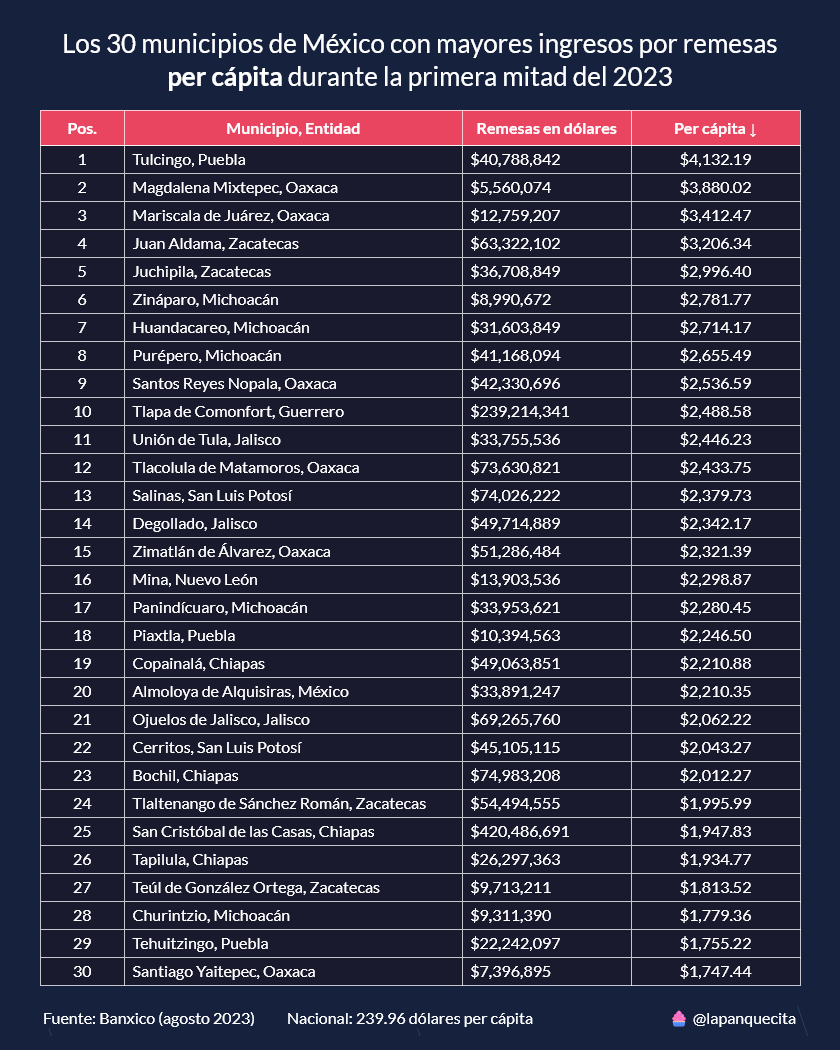 Los 30 municipios de México con mayores ingresos por remesas
per cápita durante la primera mitad del 2023
Pos. Municipio, Entidad Remesas en dólares Per cápita ↓
1 Tulcingo, Puebla $40,788,842 $4,132.19
2 Magdalena Mixtepec, Oaxaca $5,560,074 $3,880.02
3 Mariscala de Juárez, Oaxaca $12,759,207 $3,412.47
4 Juan Aldama, Zacatecas $63,322,102 $3,206.34
5 Juchipila, Zacatecas $36,708,849 $2,996.40
6 Zináparo, Michoacán $8,990,672 $2,781.77
7 Huandacareo, Michoacán $31,603,849 $2,714.17
8 Purépero, Michoacán $41,168,094 $2,655.49
9 Santos Reyes Nopala, Oaxaca $42,330,696 $2,536.59
10 Tlapa de Comonfort, Guerrero $239,214,341 $2,488.58
11 Unión de Tula, Jalisco $33,755,536 $2,446.23
12 Tlacolula de Matamoros, Oaxaca $73,630,821 $2,433.75
13 Salinas, San Luis Potosí $74,026,222 $2,379.73
14 Degollado, Jalisco $49,714,889 $2,342.17
15 Zimatlán de Álvarez, Oaxaca $51,286,484 $2,321.39
16 Mina, Nuevo León $13,903,536 $2,298.87
17 Panindícuaro, Michoacán $33,953,621 $2,280.45
18 Piaxtla, Puebla $10,394,563 $2,246.50
19 Copainalá, Chiapas $49,063,851 $2,210.88
20 Almoloya de Alquisiras, México $33,891,247 $2,210.35
21 Ojuelos de Jalisco, Jalisco $69,265,760 $2,062.22
22 Cerritos, San Luis Potosí $45,105,115 $2,043.27
23 Bochil, Chiapas $74,983,208 $2,012.27
24 Tlaltenango de Sánchez Román, Zacatecas $54,494,555 $1,995.99
25 San Cristóbal de las Casas, Chiapas $420,486,691 $1,947.83
26 Tapilula, Chiapas $26,297,363 $1,934.77
27 Teúl de González Ortega, Zacatecas $9,713,211 $1,813.52
28 Churintzio, Michoacán $9,311,390 $1,779.36
29 Tehuitzingo, Puebla $22,242,097 $1,755.22
30 Santiago Yaitepec, Oaxaca $7,396,895 $1,747.44
Fuente: Banxico (agosto 2023) Nacional: 239.96 dólares per cápita @lapanquecita